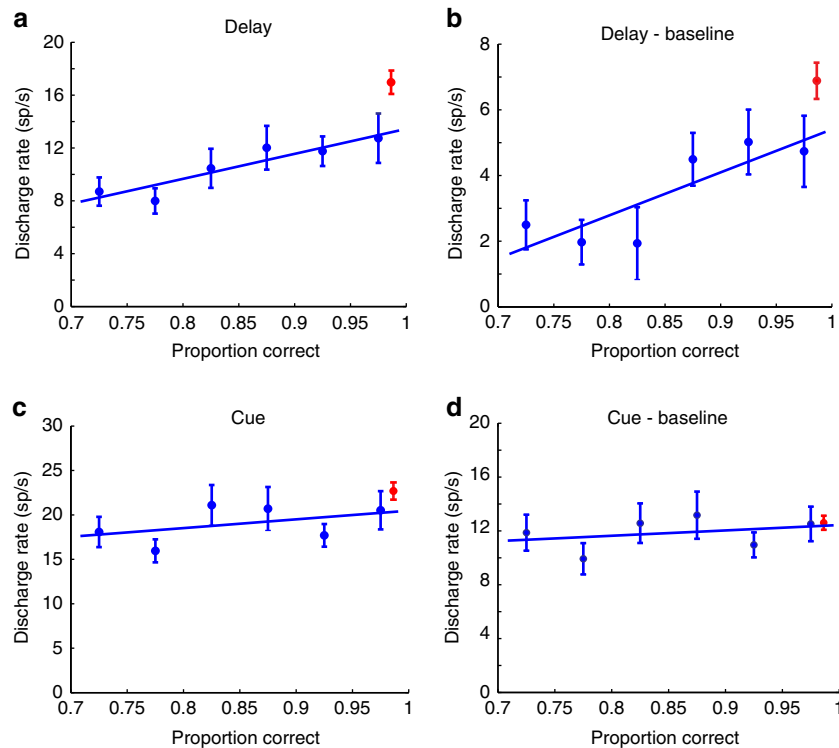 a
Delay
Discharge rate (sp/s)
20
16
12
8
4
0
0.7 0.75 0.8 0.85 0.9 0.95 1
Proportion correct
b
Delay - baseline
Discharge rate (sp/s)
8
6
4
2
0
0.7 0.75 0.8 0.85 0.9 0.95 1
Proportion correct
c
Cue
Discharge rate (sp/s)
30
25
20
15
10
5
0
0.7 0.75 0.8 0.85 0.9 0.95 1
Proportion correct
d
Cue - baseline
Discharge rate (sp/s)
20
16
12
8
4
0
0.7 0.75 0.8 0.85 0.9 0.95 1
Proportion correct